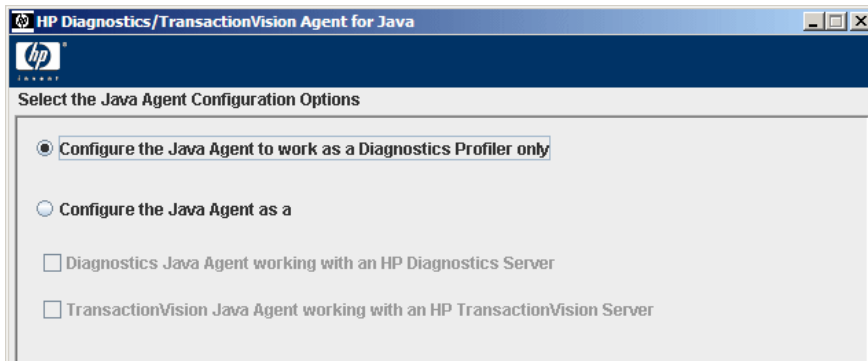 HP Diagnostics/TransactionVision Agent for Java
hp
invent
Select the Java Agent Configuration Options
Configure the Java Agent to work as a Diagnostics Profiler only
Configure the Java Agent as a
Diagnostics Java Agent working with an HP Diagnostics Server
TransactionVision Java Agent working with an HP TransactionVision Server